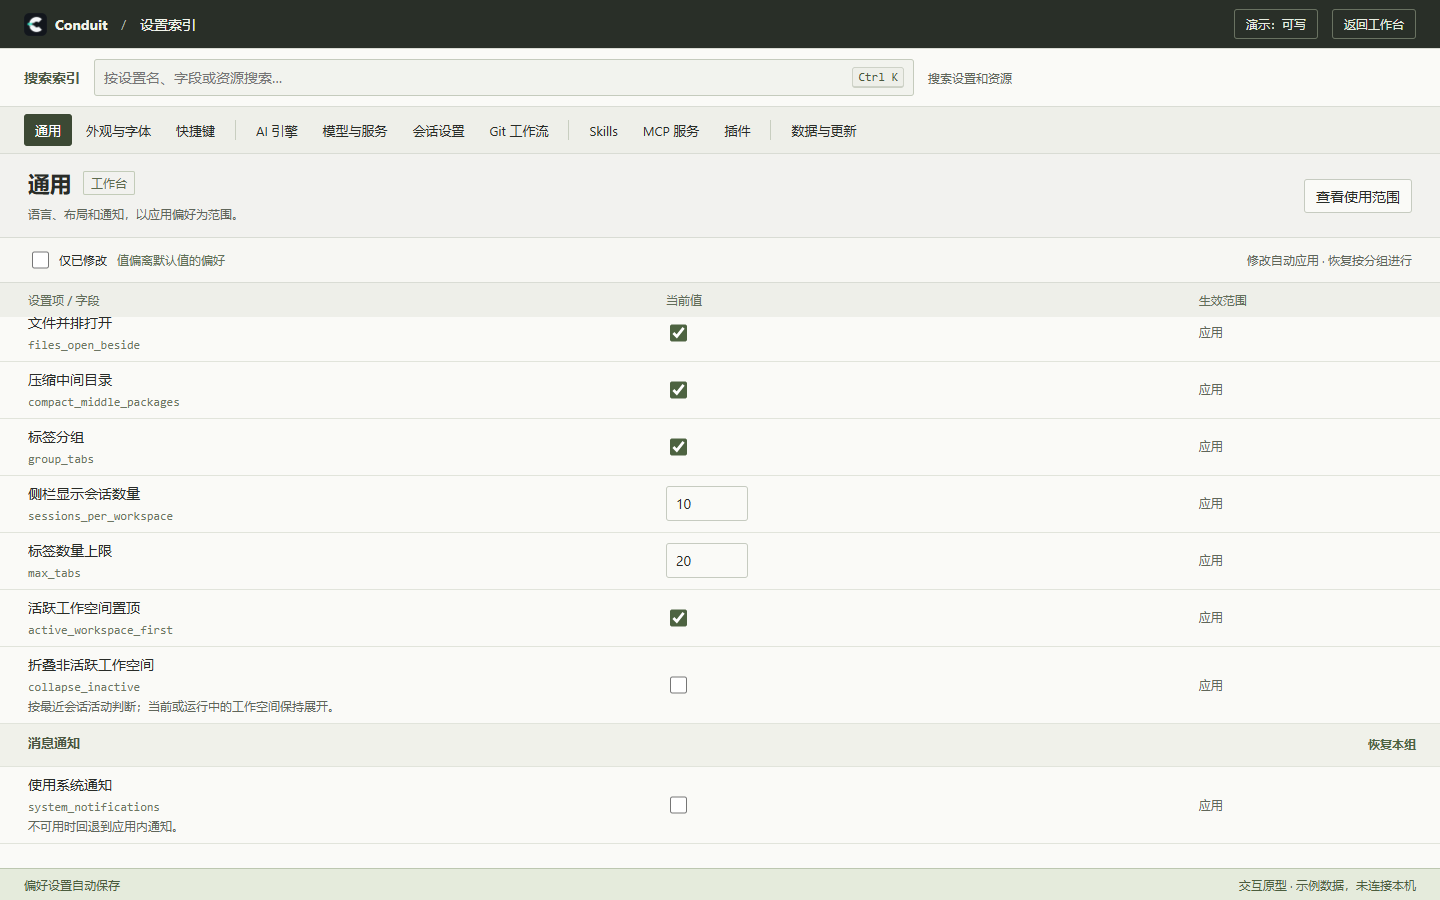 Conduit / 设置索引
演示：可写
返回工作台
搜索索引
按设置名、字段或资源搜索...
Ctrl K
搜索设置和资源
通用
外观与字体
快捷键
AI 引擎
模型与服务
会话设置
Git 工作流
Skills
MCP 服务
插件
数据与更新
通用
工作台
语言、布局和通知，以应用偏好为范围。
查看使用范围
仅已修改
值偏离默认值的偏好
修改自动应用 · 恢复按分组进行
设置项 / 字段
当前值
生效范围
文件并排打开
files_open_beside
应用
压缩中间目录
compact_middle_packages
应用
标签分组
group_tabs
应用
侧栏显示会话数量
sessions_per_workspace
10
应用
标签数量上限
max_tabs
20
应用
活跃工作空间置顶
active_workspace_first
应用
折叠非活跃工作空间
collapse_inactive
按最近会话活动判断；当前或运行中的工作空间保持展开。
应用
消息通知
恢复本组
使用系统通知
system_notifications
不可用时回退到应用内通知。
应用
偏好设置自动保存
交互原型 · 示例数据，未连接本机